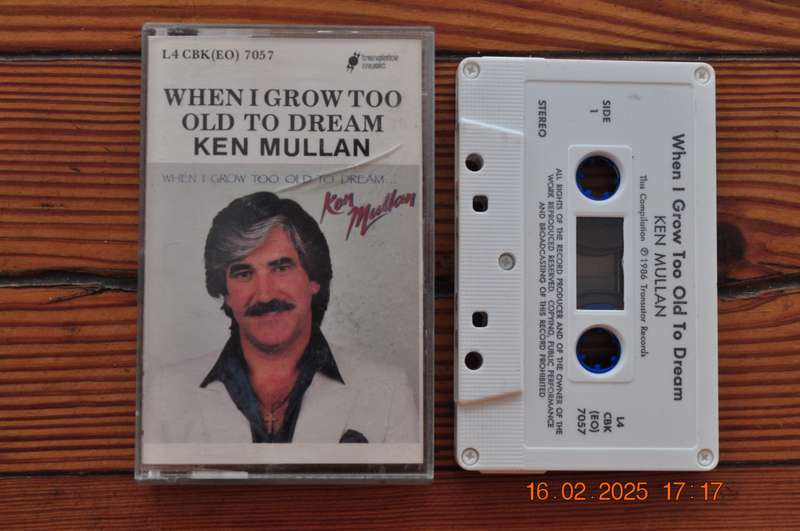 L4 CBK(EO) 7057
transistor
music
WHEN I GROW TOO
OLD TO DREAM
KEN MULLAN
WHEN I GROW TOO OLD TO DREAM...
Ken
Mullan
When I Grow Too Old To Dream
KEN MULLAN
This Compilation ℗ 1986 Transistor Records
SIDE
1
STEREO
L4
CBK
(EO)
7057
ALL RIGHTS OF THE RECORD PRODUCER AND OF THE OWNER OF THE
WORK REPRODUCED RESERVED. COPYING, PUBLIC PERFORMANCE
AND BROADCASTING OF THIS RECORD PROHIBITED
16.02.2025 17:17